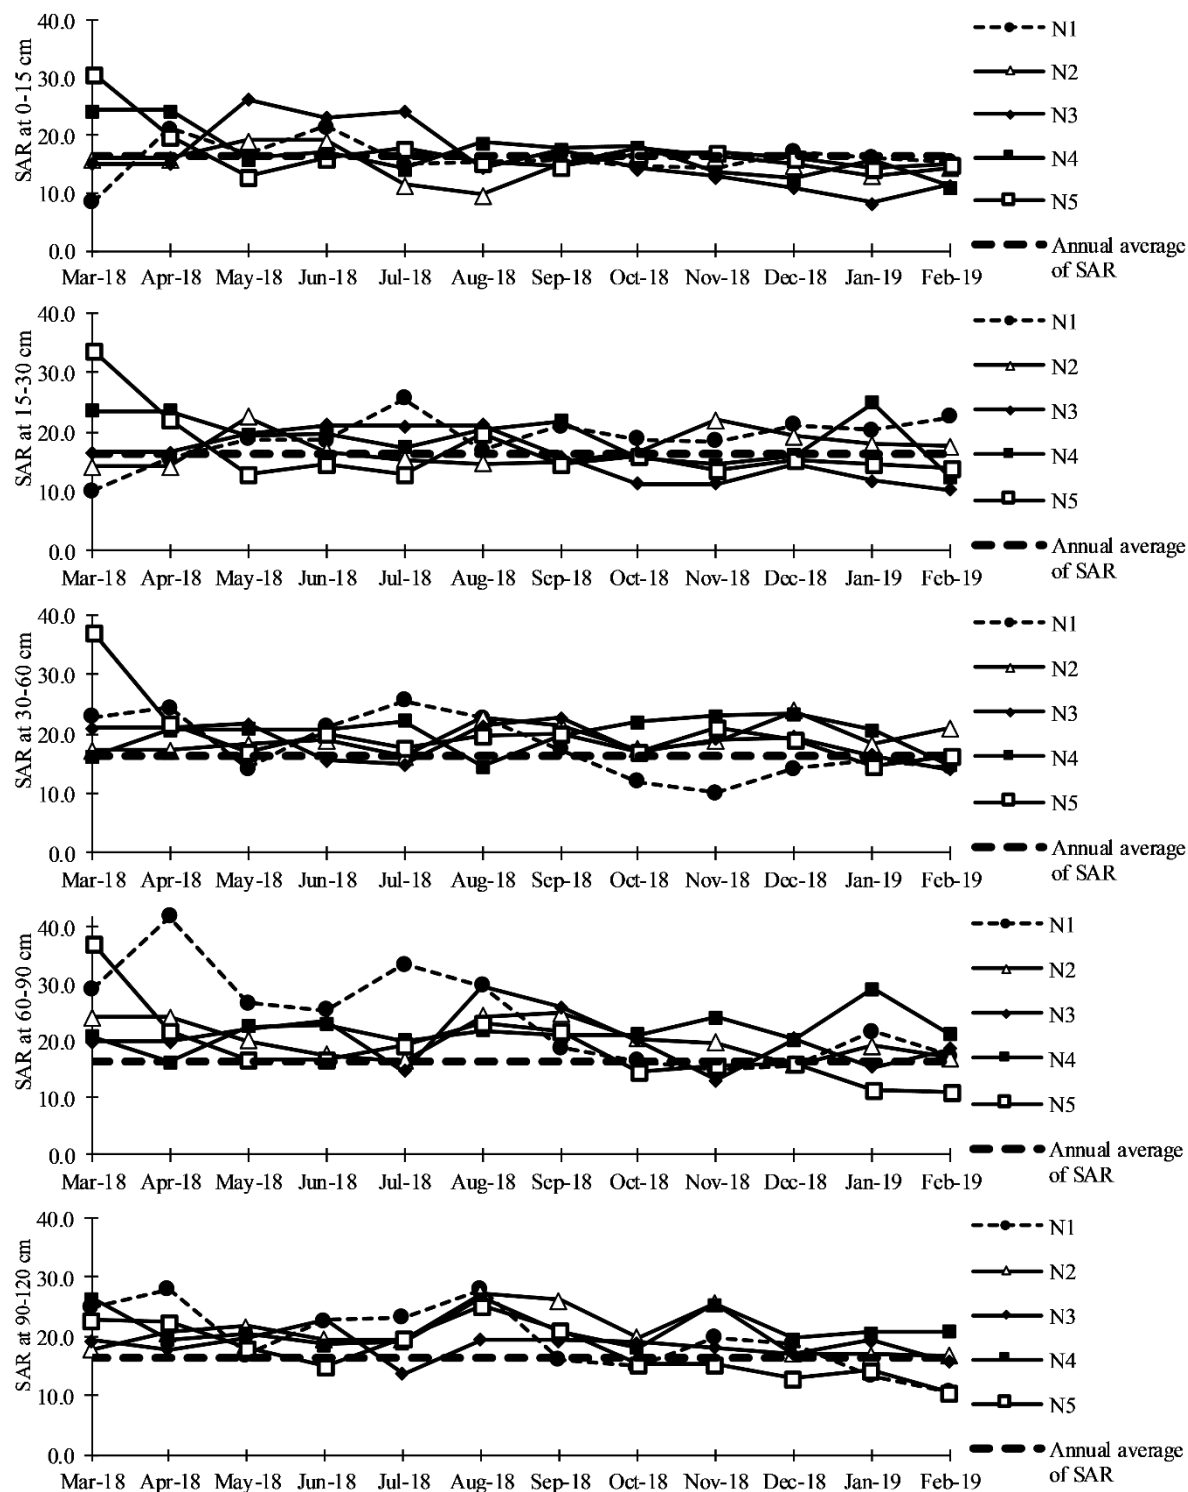 SAR at 0-15 cm
40.0
30.0
20.0
10.0
0.0
Mar-18 Apr-18 May-18 Jun-18 Jul-18 Aug-18 Sep-18 Oct-18 Nov-18 Dec-18 Jan-19 Feb-19
N1
N2
N3
N4
N5
Annual average
of SAR
SAR at 15-30 cm
40.0
30.0
20.0
10.0
0.0
Mar-18 Apr-18 May-18 Jun-18 Jul-18 Aug-18 Sep-18 Oct-18 Nov-18 Dec-18 Jan-19 Feb-19
N1
N2
N3
N4
N5
Annual average
of SAR
SAR at 30-60 cm
40.0
30.0
20.0
10.0
0.0
Mar-18 Apr-18 May-18 Jun-18 Jul-18 Aug-18 Sep-18 Oct-18 Nov-18 Dec-18 Jan-19 Feb-19
N1
N2
N3
N4
N5
Annual average
of SAR
SAR at 60-90 cm
40.0
30.0
20.0
10.0
0.0
Mar-18 Apr-18 May-18 Jun-18 Jul-18 Aug-18 Sep-18 Oct-18 Nov-18 Dec-18 Jan-19 Feb-19
N1
N2
N3
N4
N5
Annual average
of SAR
SAR at 90-120 cm
40.0
30.0
20.0
10.0
0.0
Mar-18 Apr-18 May-18 Jun-18 Jul-18 Aug-18 Sep-18 Oct-18 Nov-18 Dec-18 Jan-19 Feb-19
N1
N2
N3
N4
N5
Annual average
of SAR